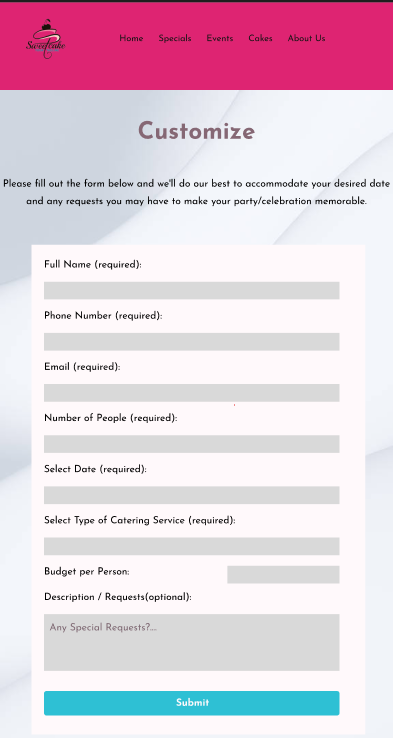 Sweetcake
Home Specials Events Cakes About Us
Customize
Please fill out the form below and we'll do our best to accommodate your desired date
and any requests you may have to make your party/celebration memorable.
Full Name (required):
Phone Number (required):
Email (required):
Number of People (required):
Select Date (required):
Select Type of Catering Service (required):
Budget per Person:
Description / Requests(optional):
Any Special Requests?...
Submit